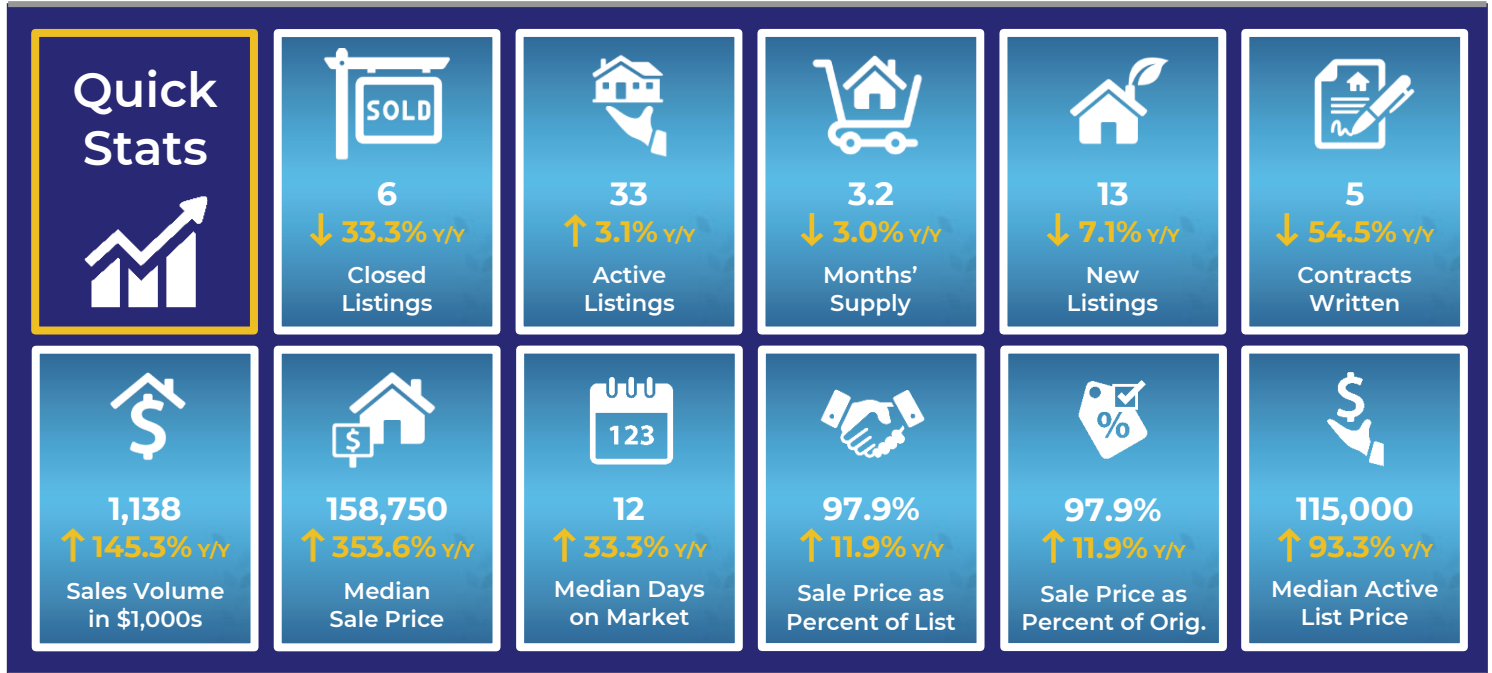 Quick
Stats
SOLD
6
↓ 33.3% Y/Y
Closed
Listings
33
↑ 3.1% Y/Y
Active
Listings
3.2
↓ 3.0% Y/Y
Months’
Supply
13
↓ 7.1% Y/Y
New
Listings
5
↓ 54.5% Y/Y
Contracts
Written
$
1,138
↑ 145.3% Y/Y
Sales Volume
in $1,000s
$
158,750
↑ 353.6% Y/Y
Median
Sale Price
123
12
↑ 33.3% Y/Y
Median Days
on Market
97.9%
↑ 11.9% Y/Y
Sale Price as
Percent of List
%
97.9%
↑ 11.9% Y/Y
Sale Price as
Percent of Orig.
$
115,000
↑ 93.3% Y/Y
Median Active
List Price